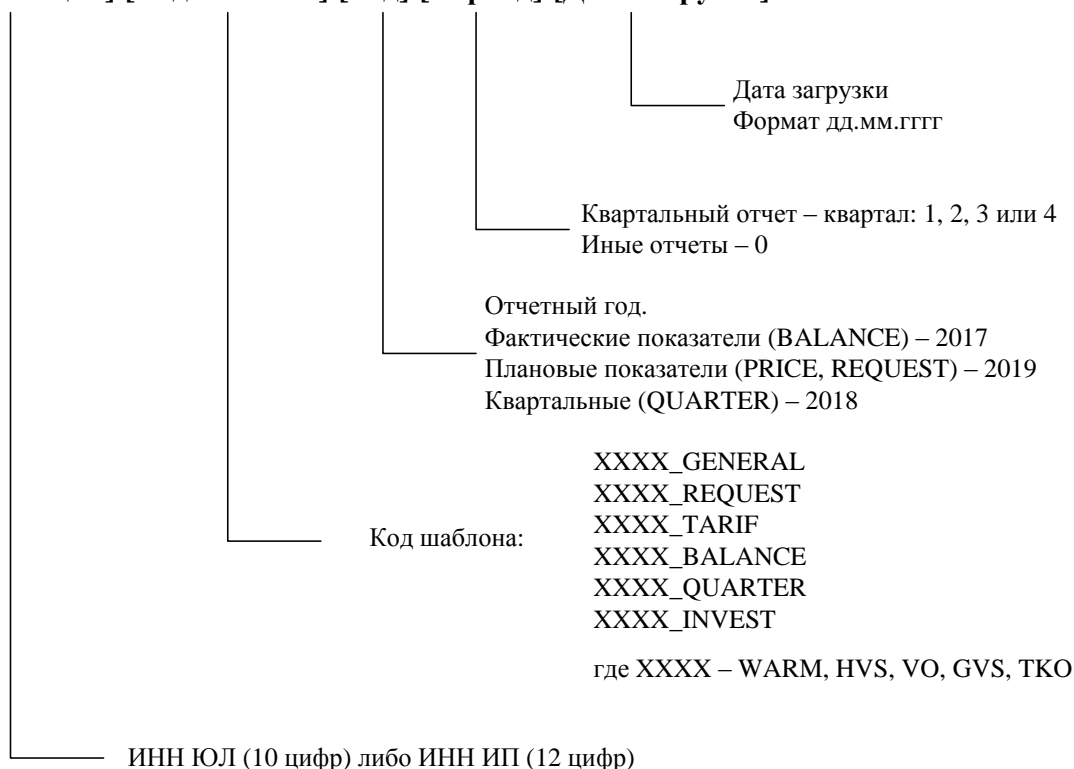 Дата загрузки
Формат дд.мм.гггг
Квартальный отчет – квартал: 1, 2, 3 или 4
Иные отчеты – 0
Отчетный год.
Фактические показатели (BALANCE) – 2017
Плановые показатели (PRICE, REQUEST) – 2019
Квартальные (QUARTER) – 2018
XXXX_GENERAL
XXXX_REQUEST
XXXX_TARIF
Код шаблона:
XXXX_BALANCE
XXXX_QUARTER
XXXX_INVEST
где XXXX – WARM, HVS, VO, GVS, TKO
ИНН ЮЛ (10 цифр) либо ИНН ИП (12 цифр)